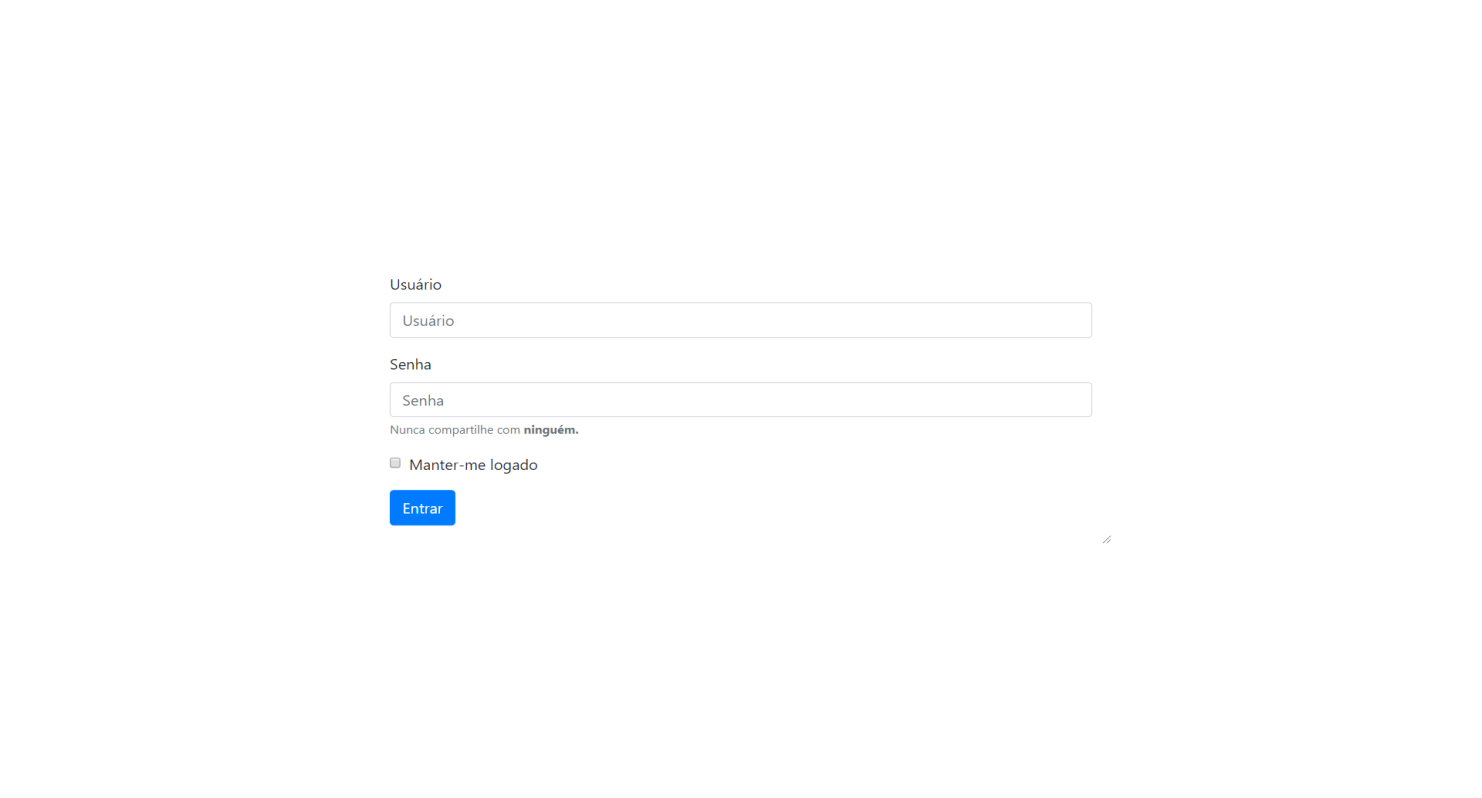 Usuário
Usuário
Senha
Senha
Nunca compartilhe com ninguém.
Manter-me logado
Entrar